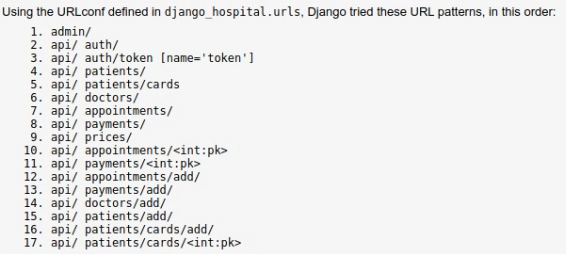 Using the URLconf defined in django_hospital.urls, Django tried these URL patterns, in this order:
1. admin/
2. api/ auth/
3. api/ auth/token [name='token']
4. api/ patients/
5. api/ patients/cards
6. api/ doctors/
7. api/ appointments/
8. api/ payments/
9. api/ prices/
10. api/ appointments/<int:pk>
11. api/ payments/<int:pk>
12. api/ appointments/add/
13. api/ payments/add/
14. api/ doctors/add/
15. api/ patients/add/
16. api/ patients/cards/add/
17. api/ patients/cards/<int:pk>